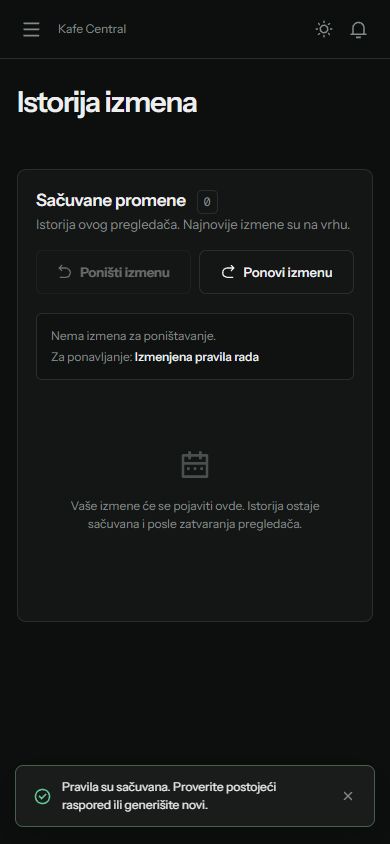 Kafe Central
Istorija izmena
Sačuvane promene 0
Istorija ovog pregledača. Najnovije izmene su na vrhu.
Poništi izmenu
Ponovi izmenu
Nema izmena za poništavanje.
Za ponavljanje: Izmenjena pravila rada
Vaše izmene će se pojaviti ovde. Istorija ostaje
sačuvana i posle zatvaranja pregledača.
Pravila su sačuvana. Proverite postojeći
raspored ili generišite novi.